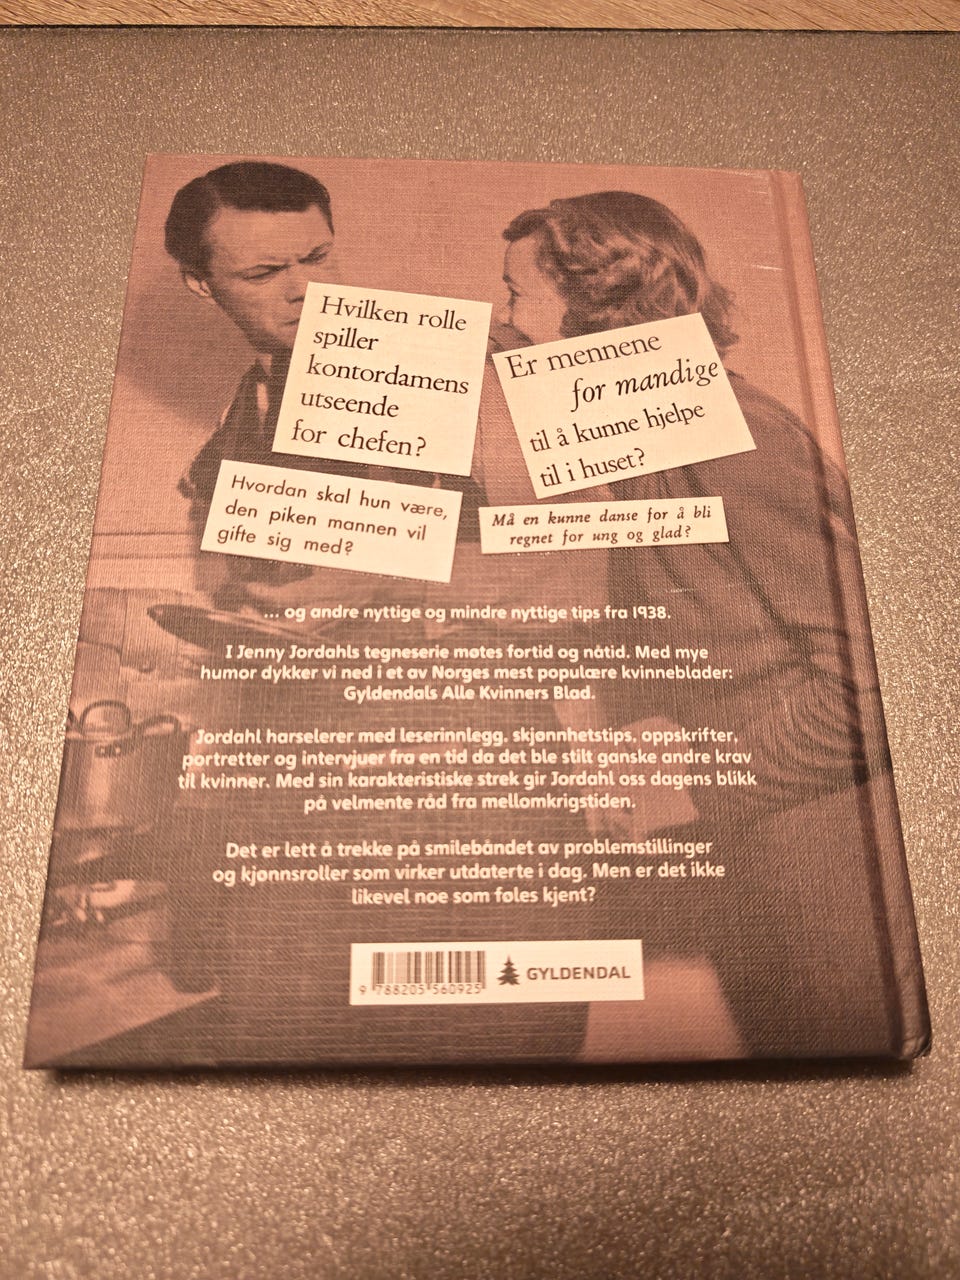 Hvilken rolle
spiller
kontordamens
utseende
for chefen?
Er mennene
for mandige
til å kunne hjelpe
til i huset?
Hvordan skal hun være,
den piken mannen vil
gifte sig med?
Må en kunne danse for å bli
regnet for ung og glad?
... og andre nyttige og mindre nyttige tips fra 1938.
I Jenny Jordahls tegneserie møtes fortid og nåtid. Med mye
humor dykker vi ned i et av Norges mest populære kvinneblader:
Gyldendals Alle Kvinners Blad.
Jordahl harselerer med leserinnlegg, skjønnhetstips, oppskrifter,
portretter og intervjuer fra en tid da det ble stilt ganske andre krav
til kvinner. Med sin karakteristiske strek gir Jordahl oss dagens blikk
på velmente råd fra mellomkrigstiden.
Det er lett å trekke på smilebåndet av problemstillinger
og kjønnsroller som virker utdaterte i dag. Men er det ikke
likevel noe som føles kjent?
GYLDENDAL
9 788205 560925